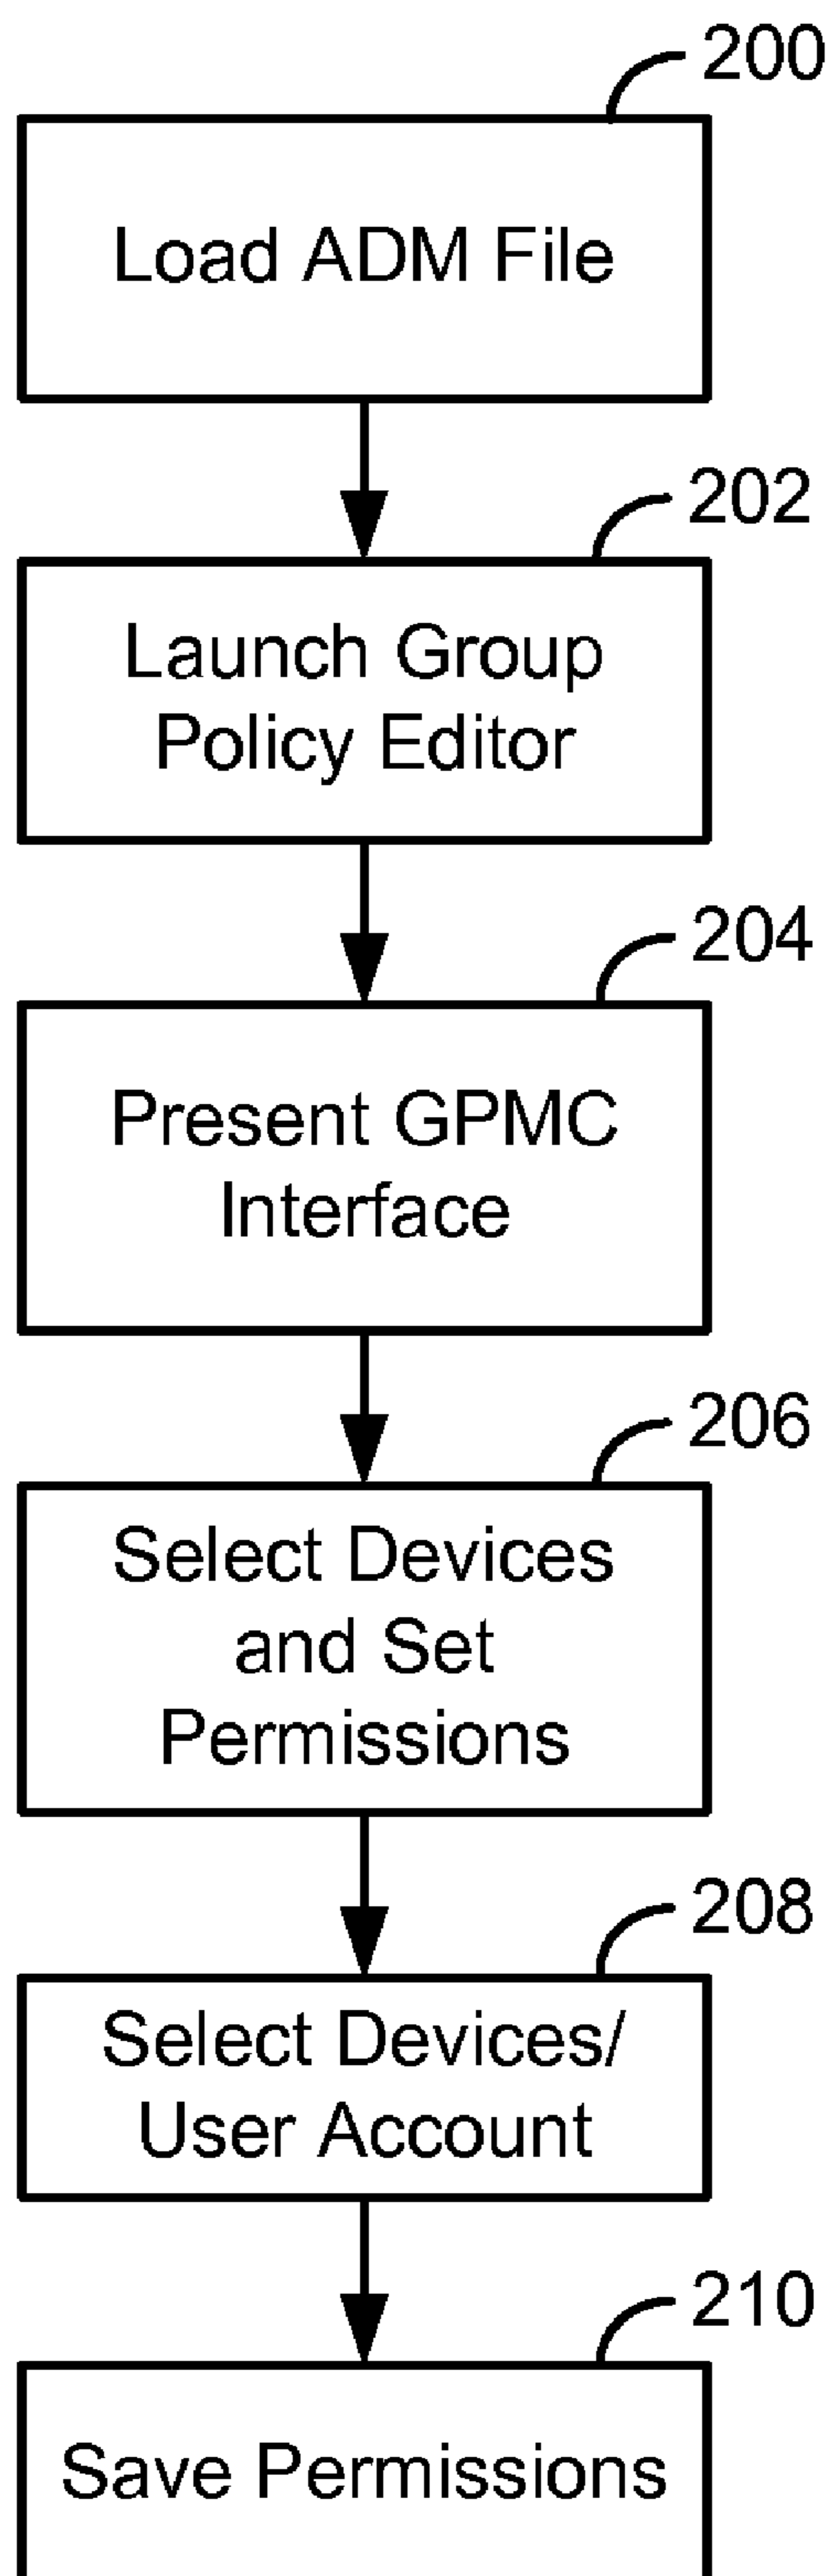 200
Load ADM File
202
Launch Group
Policy Editor
204
Present GPMC
Interface
206
Select Devices
and Set
Permissions
208
Select Devices/
User Account
210
Save Permissions